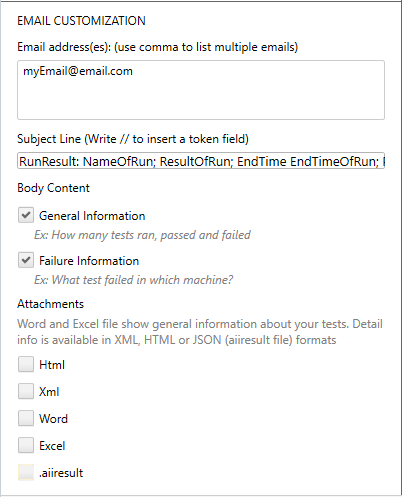 EMAIL CUSTOMIZATION
Email address(es): (use comma to list multiple emails)
myEmail@email.com
Subject Line (Write // to insert a token field)
RunResult: NameOfRun; ResultOfRun; EndTime EndTimeOfRun;
Body Content
General Information
Ex: How many tests ran, passed and failed
Failure Information
Ex: What test failed in which machine?
Attachments
Word and Excel file show general information about your tests. Detail
info is available in XML, HTML or JSON (aiiresult file) formats
Html
Xml
Word
Excel
.aiiresult